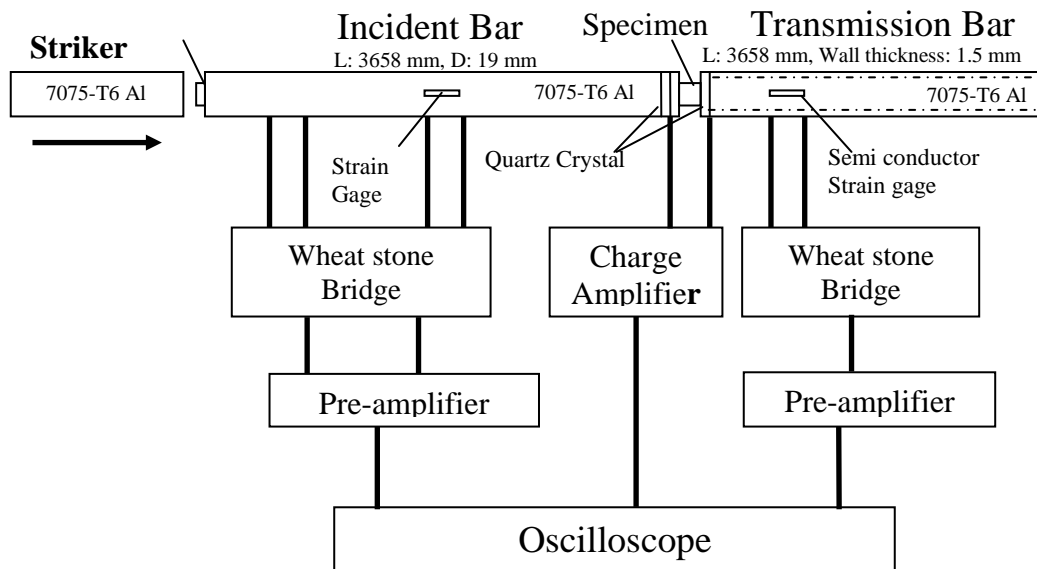 Striker
Incident Bar
L: 3658 mm, D: 19 mm
Specimen
Transmission Bar
L: 3658 mm, Wall thickness: 1.5 mm
7075-T6 Al
7075-T6 Al
7075-T6 Al
Strain
Gage
Quartz Crystal
Semi conductor
Strain gage
Wheat stone
Bridge
Charge
Amplifier
Wheat stone
Bridge
Pre-amplifier
Pre-amplifier
Oscilloscope